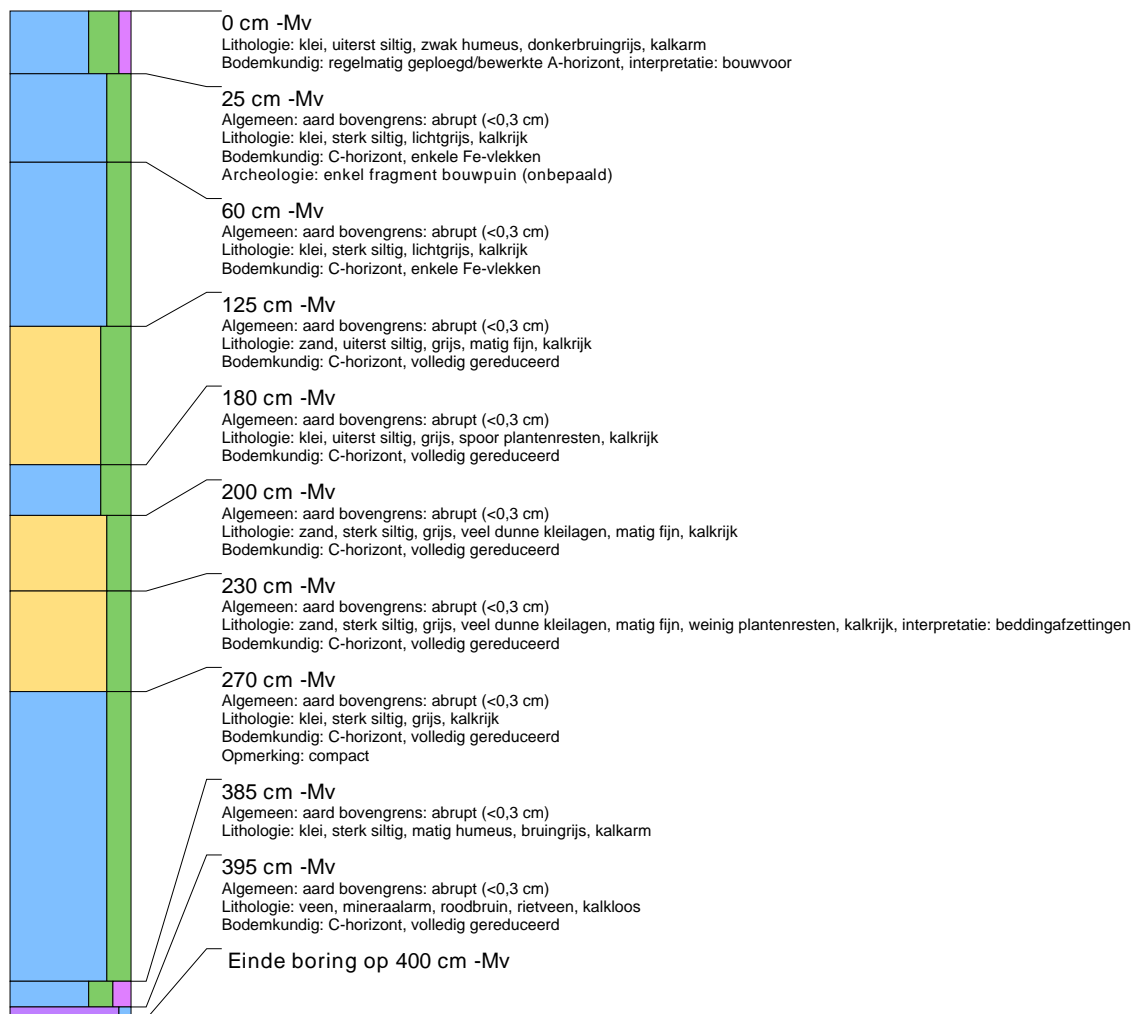 0 cm -Mv
Lithologie: klei, uiterst siltig, zwak humeus, donkerbruingrijs, kalkarm
Bodemkundig: regelmatig geploegd/bewerkte A-horizont, interpretatie: bouwvoor
25 cm -Mv
Algemeen: aard bovengrens: abrupt (<0,3 cm)
Lithologie: klei, sterk siltig, lichtgrijs, kalkrijk
Bodemkundig: C-horizont, enkele Fe-vlekken
Archeologie: enkel fragment bouwpuin (onbepaald)
60 cm -Mv
Algemeen: aard bovengrens: abrupt (<0,3 cm)
Lithologie: klei, sterk siltig, lichtgrijs, kalkrijk
Bodemkundig: C-horizont, enkele Fe-vlekken
125 cm -Mv
Algemeen: aard bovengrens: abrupt (<0,3 cm)
Lithologie: zand, uiterst siltig, grijs, matig fijn, kalkrijk
Bodemkundig: C-horizont, volledig gereduceerd
180 cm -Mv
Algemeen: aard bovengrens: abrupt (<0,3 cm)
Lithologie: klei, uiterst siltig, grijs, spoor plantenresten, kalkrijk
Bodemkundig: C-horizont, volledig gereduceerd
200 cm -Mv
Algemeen: aard bovengrens: abrupt (<0,3 cm)
Lithologie: zand, sterk siltig, grijs, veel dunne kleilagen, matig fijn, kalkrijk
Bodemkundig: C-horizont, volledig gereduceerd
230 cm -Mv
Algemeen: aard bovengrens: abrupt (<0,3 cm)
Lithologie: zand, sterk siltig, grijs, veel dunne kleilagen, matig fijn, weinig plantenresten, kalkrijk, interpretatie: beddingafzettingen
Bodemkundig: C-horizont, volledig gereduceerd
270 cm -Mv
Algemeen: aard bovengrens: abrupt (<0,3 cm)
Lithologie: klei, sterk siltig, grijs, kalkrijk
Bodemkundig: C-horizont, volledig gereduceerd
Opmerking: compact
385 cm -Mv
Algemeen: aard bovengrens: abrupt (<0,3 cm)
Lithologie: klei, sterk siltig, matig humeus, bruingrijs, kalkarm
395 cm -Mv
Algemeen: aard bovengrens: abrupt (<0,3 cm)
Lithologie: veen, mineraalarm, roodbruin, rietveen, kalkloos
Bodemkundig: C-horizont, volledig gereduceerd
Einde boring op 400 cm -Mv